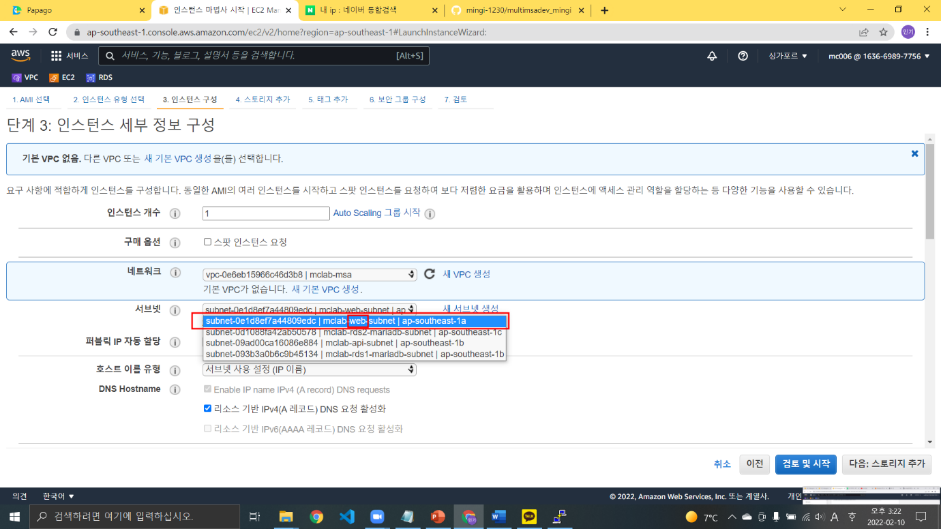 Papago
인스턴스 마법사 시작 | EC2 Mar
내 ip : 네이버 통합검색
mingi-1230/multimsadev_mingi
ap-southeast-1.console.aws.amazon.com/ec2/v2/home?region=ap-southeast-1#LaunchInstanceWizard:
민기
aws
서비스
서비스, 기능, 블로그, 설명서 등을 검색합니다.
[Alt+S]
싱가포르
mc006 @ 1636-6989-7756
VPC
EC2
RDS
1. AMI 선택
2. 인스턴스 유형 선택
3. 인스턴스 구성
4. 스토리지 추가
5. 태그 추가
6. 보안 그룹 구성
7. 검토
단계 3: 인스턴스 세부 정보 구성
기본 VPC 없음. 다른 VPC 또는 새 기본 VPC 생성을(를) 선택합니다.
요구 사항에 적합하게 인스턴스를 구성합니다. 동일한 AMI의 여러 인스턴스를 시작하고 스팟 인스턴스를 요청하여 보다 저렴한 요금을 활용하며 인스턴스에 액세스 관리 역할을 할당하는 등 다양한 기능을 사용할 수 있습니다.
인스턴스 개수
1
Auto Scaling 그룹 시작
구매 옵션
스팟 인스턴스 요청
네트워크
vpc-0e6eb15966c46d3b8 | mclab-msa
새 VPC 생성
기본 VPC가 없습니다. 새 기본 VPC 생성.
서브넷
subnet-0e1d8ef7a44809edc | mclab-web-subnet | ap
새 서브넷 생성
subnet-0e1d8ef7a44809edc | mclab-web-subnet | ap-southeast-1a
subnet-0d1088fa42ab50578 | mclab-rds2-mariadb-subnet | ap-southeast-1c
퍼블릭 IP 자동 할당
subnet-09ad00ca16086e884 | mclab-api-subnet | ap-southeast-1b
subnet-093b3a0b6c9b45134 | mclab-rds1-mariadb-subnet | ap-southeast-1b
호스트 이름 유형
서브넷 사용 설정 (IP 이름)
DNS Hostname
Enable IP name IPv4 (A record) DNS requests
리소스 기반 IPv4(A 레코드) DNS 요청 활성화
리소스 기반 IPv6(AAAA 레코드) DNS 요청 활성화
취소
이전
검토 및 시작
다음: 스토리지 추가
의견
한국어
© 2022, Amazon Web Services, Inc. 또는 계열사.
개인
검색하려면 여기에 입력하십시오.
7°C
A
오후 3:22
2022-02-10